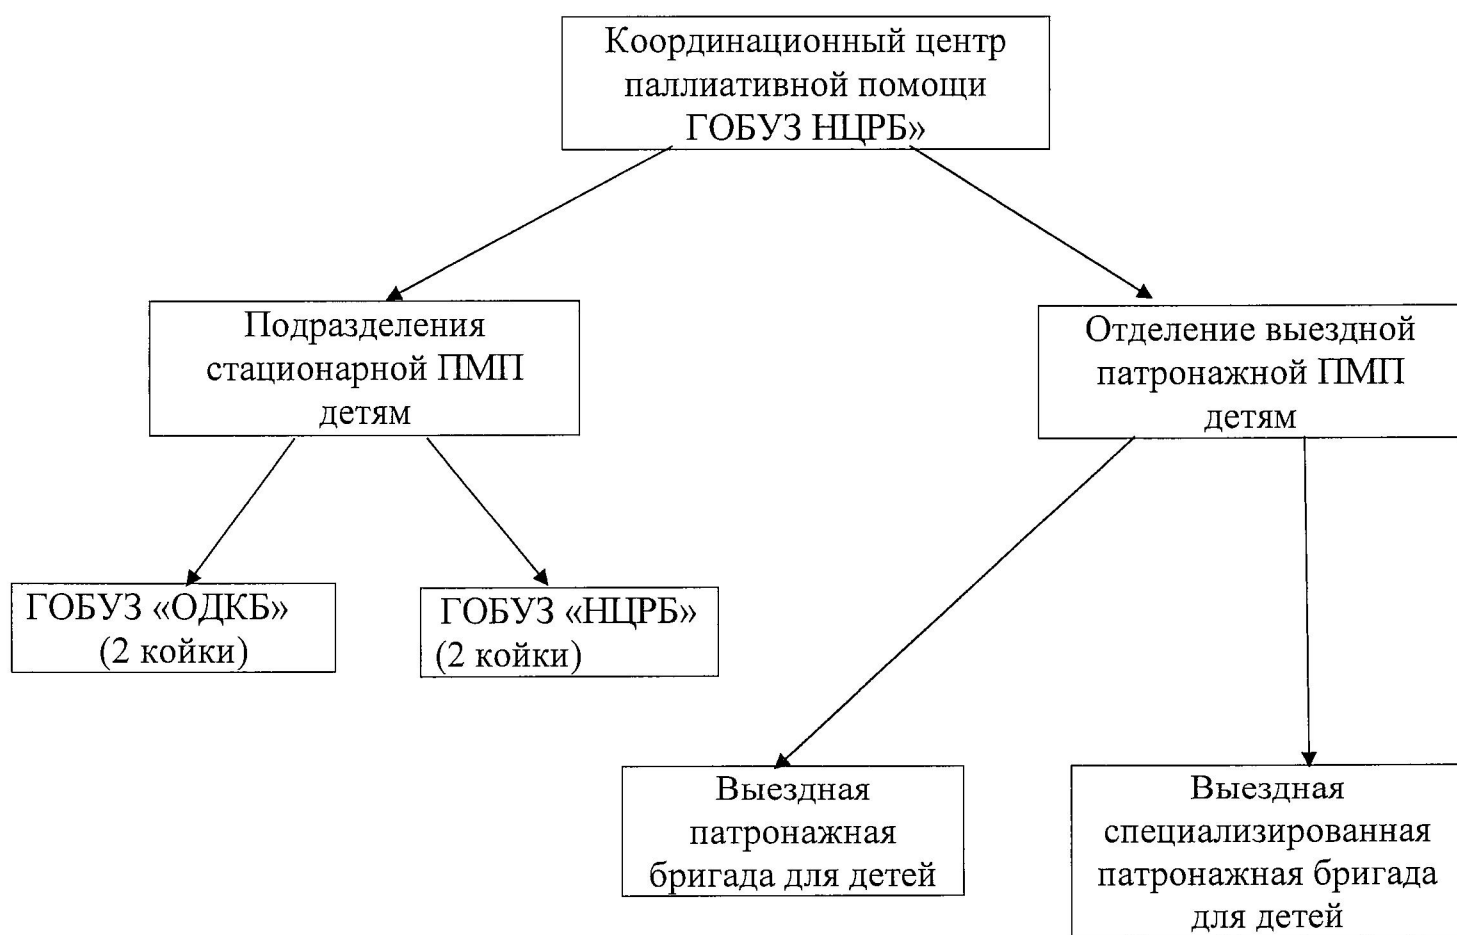 Координационный центр
паллиативной помощи
ГОБУЗ НЦРБ»
Подразделения
стационарной ПМП
детям
Отделение выездной
патронажной ПМП
детям
ГОБУЗ «ОДКБ»
(2 койки)
ГОБУЗ «НЦРБ»
(2 койки)
Выездная
патронажная
бригада для детей
Выездная
специализированная
патронажная бригада
для детей